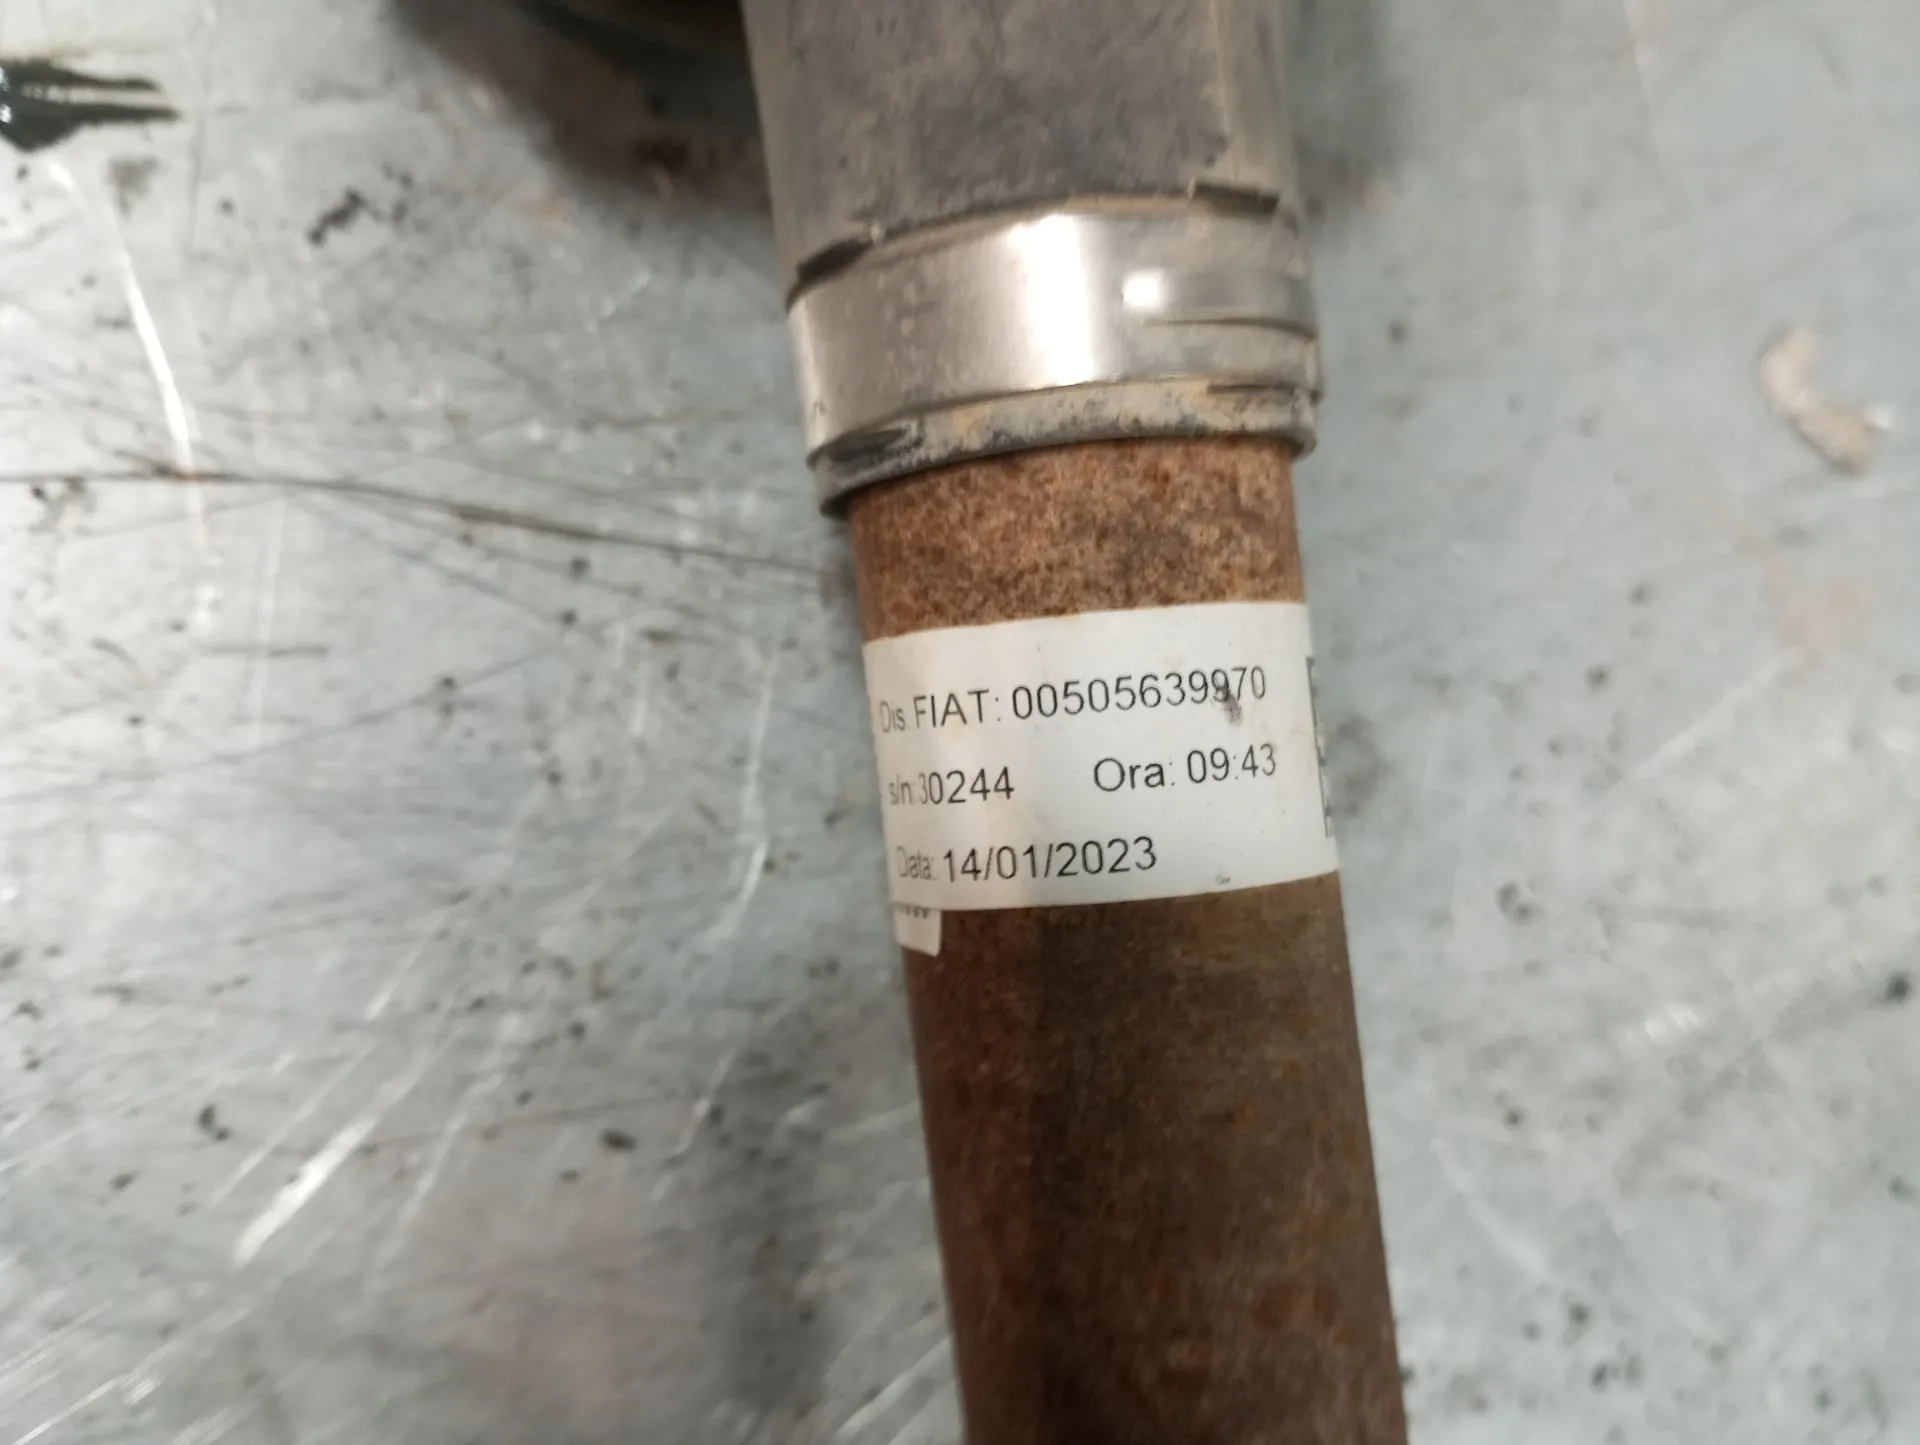 Dis.FIAT: 00505639970
s/n:30244 Ora: 09:43
Data: 14/01/2023